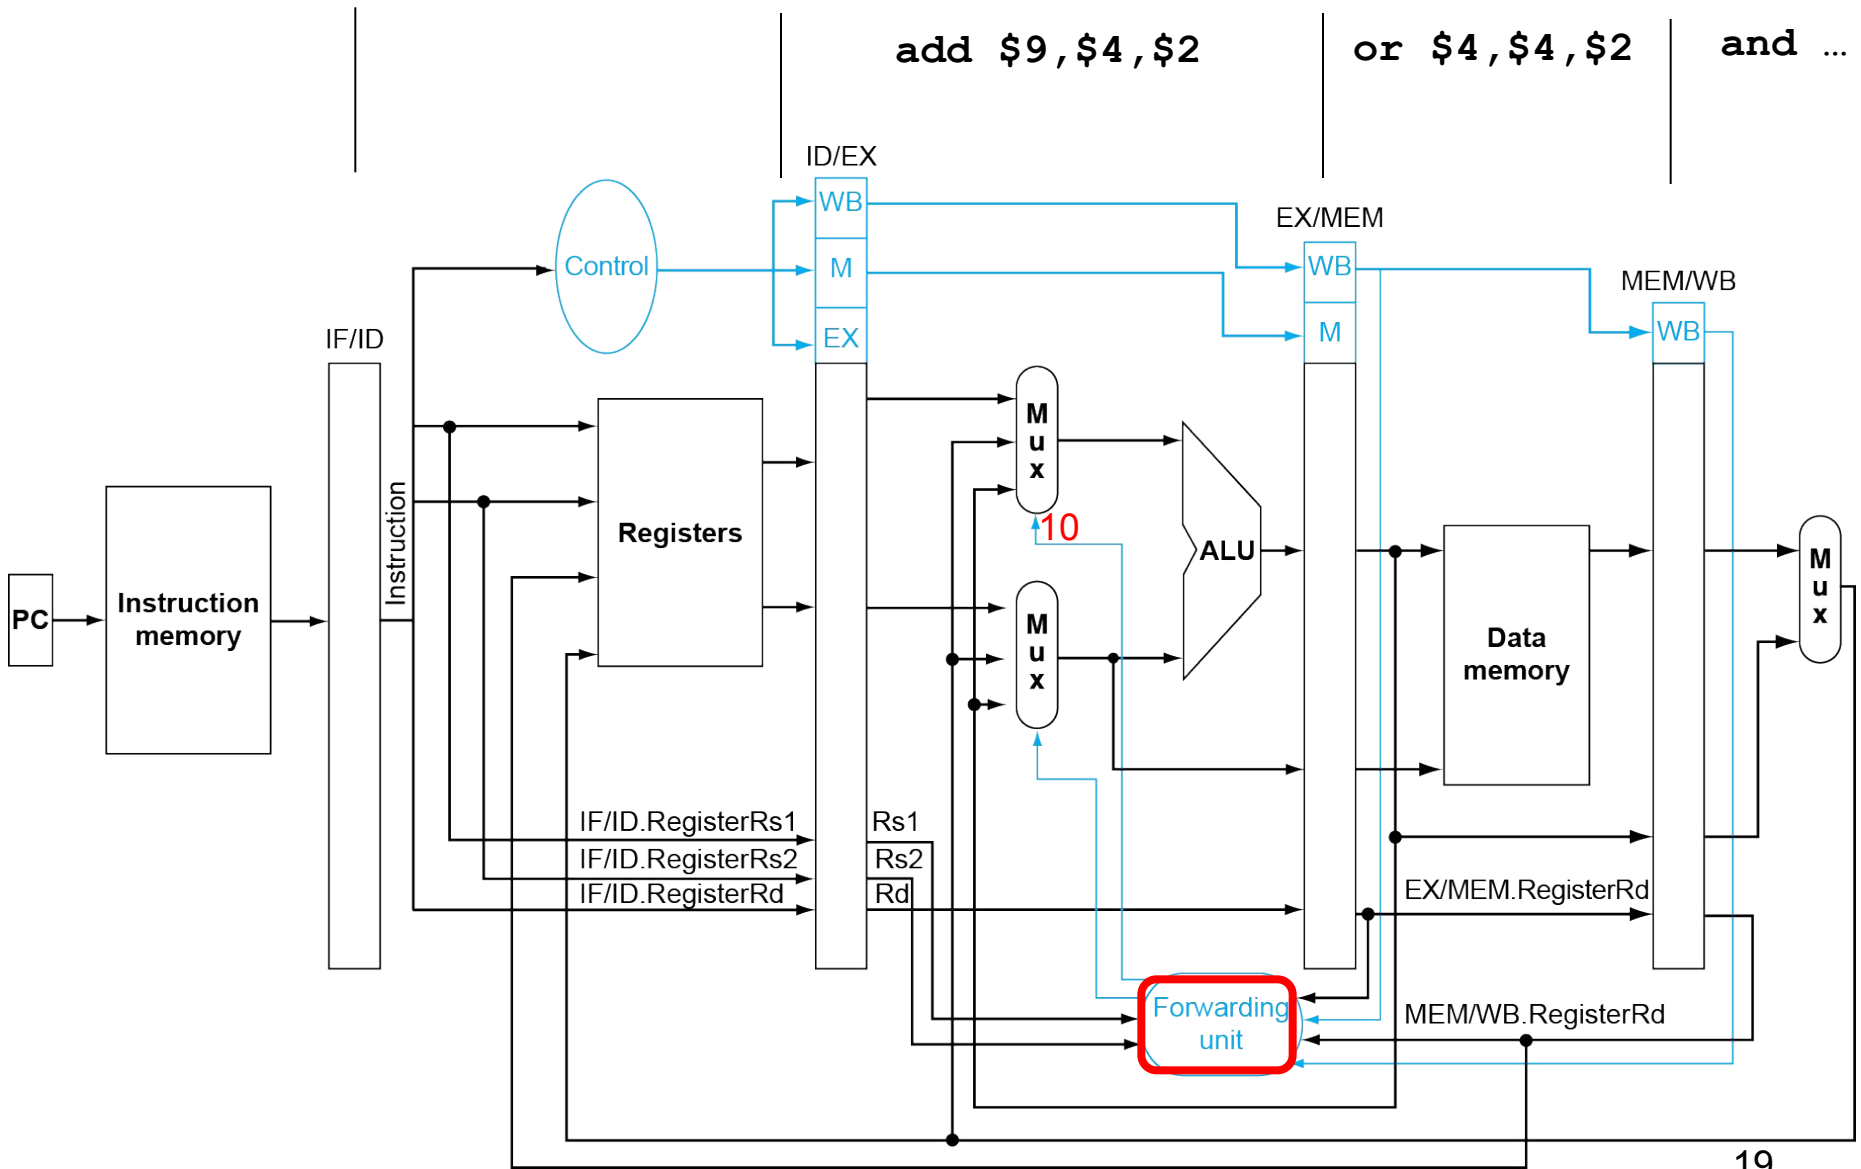 add $9,$4,$2
or $4,$4,$2
and …
ID/EX
WB
M
EX
EX/MEM
WB
M
MEM/WB
WB
Control
IF/ID
M
u
x
10
Instruction
Registers
ALU
PC
Instruction
memory
M
u
x
Data
memory
M
u
x
IF/ID.RegisterRs1
Rs1
IF/ID.RegisterRs2
Rs2
IF/ID.RegisterRd
Rd
EX/MEM.RegisterRd
Forwarding
unit
MEM/WB.RegisterRd
19